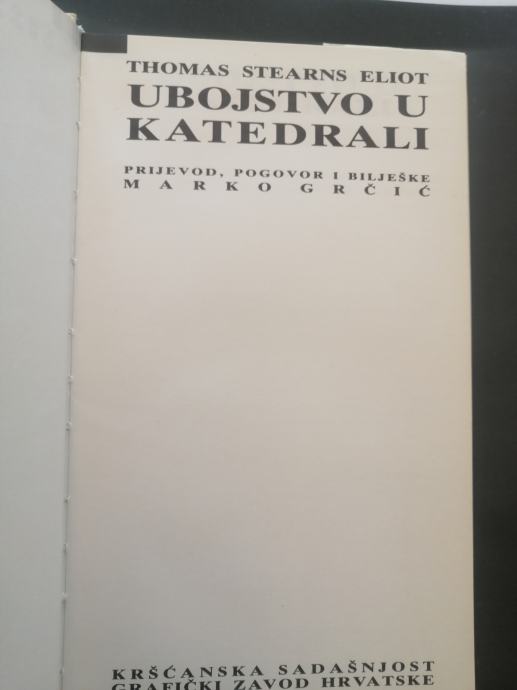 THOMAS STEARNS ELIOT
UBOJSTVO U
KATEDRALI
PRIJEVOD, POGOVOR I BILJEŠKE
MARKO GRČIĆ
KRŠĆANSKA SADAŠNJOST
GRAFIČKI ZAVOD HRVATSKE